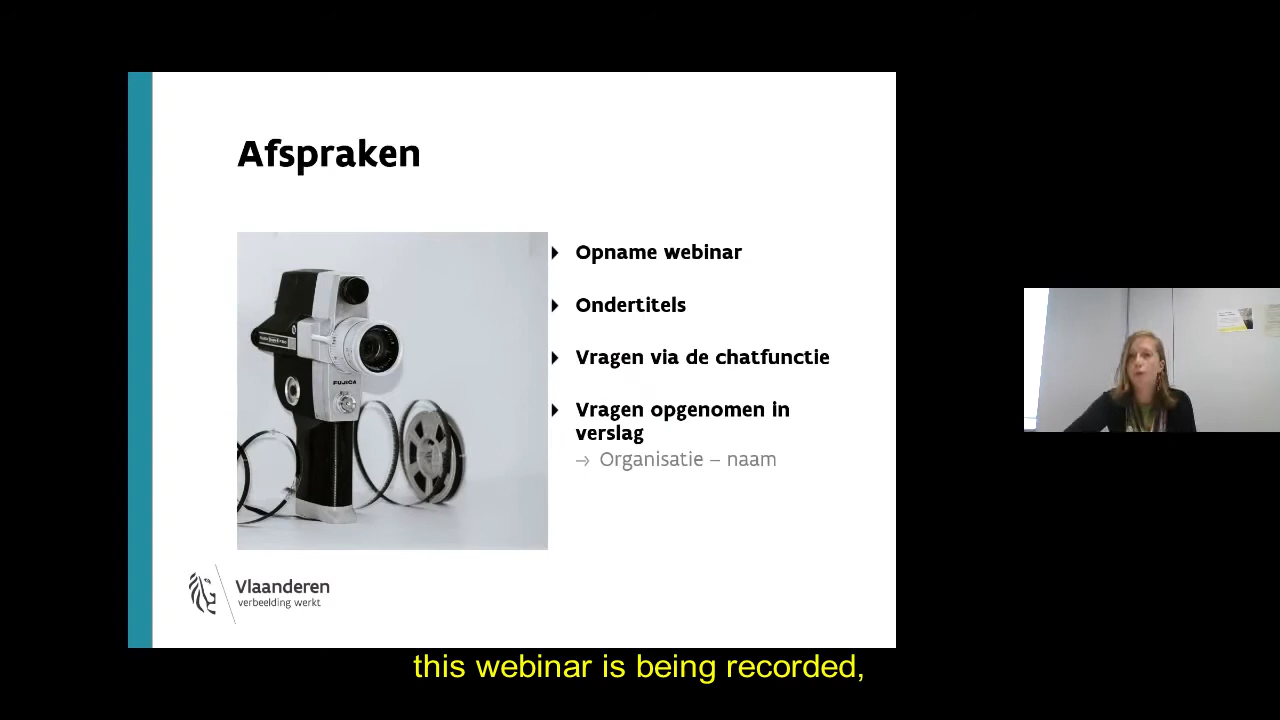 Afspraken
Opname webinar
Ondertitels
Vragen via de chatfunctie
Vragen opgenomen in
verslag
→ Organisatie – naam
FUJICA
Vlaanderen
verbeelding werkt
this webinar is being recorded,